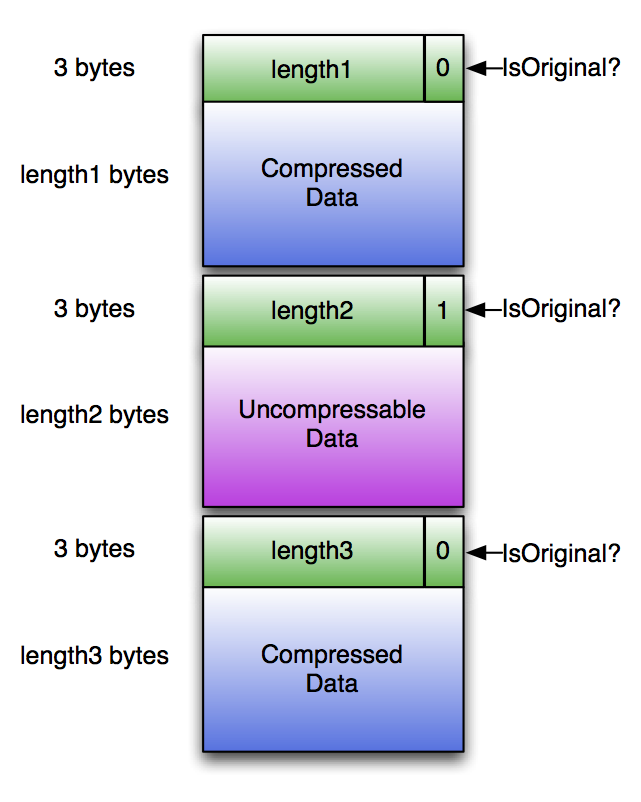 3 bytes length1 0 IsOriginal?
length1 bytes Compressed
Data
3 bytes length2 1 IsOriginal?
length2 bytes Uncompressable
Data
3 bytes length3 0 IsOriginal?
length3 bytes Compressed
Data